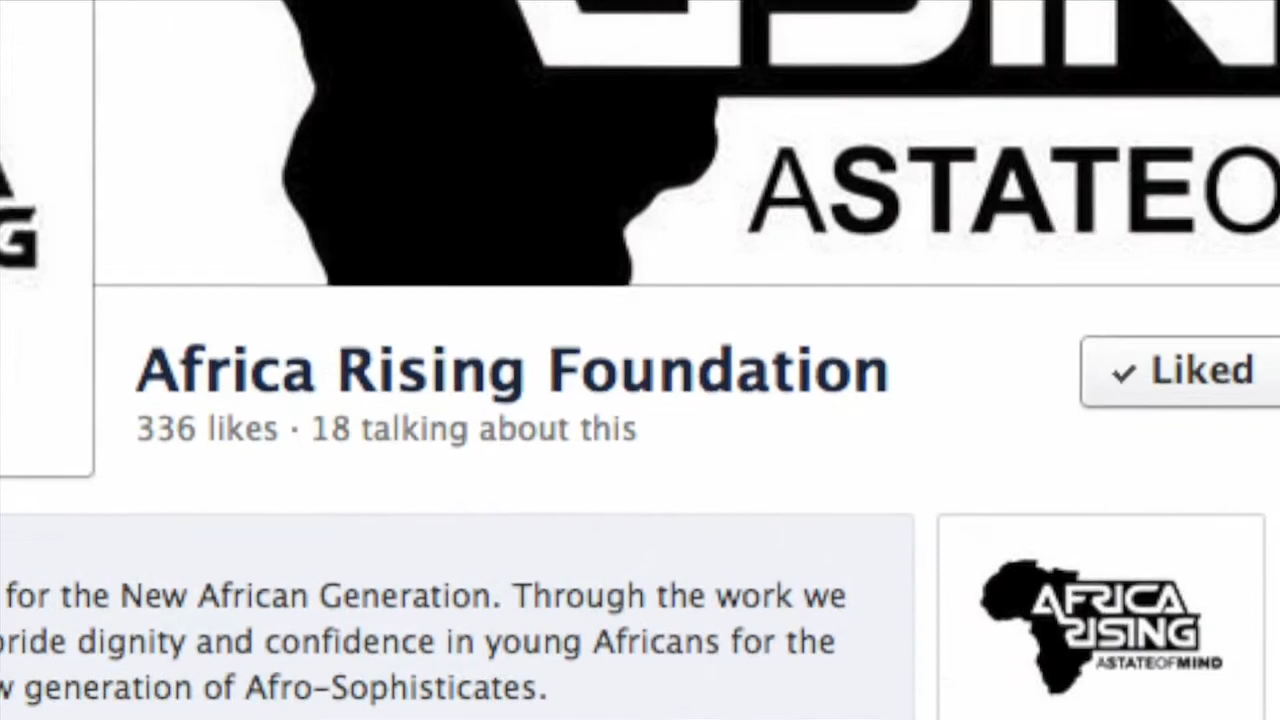 ASTATEO
G
Africa Rising Foundation
Liked
336 likes · 18 talking about this
for the New African Generation. Through the work we
pride dignity and confidence in young Africans for the
generation of Afro-Sophisticates.
AFRICA
RISING
ASTATEOFMIND